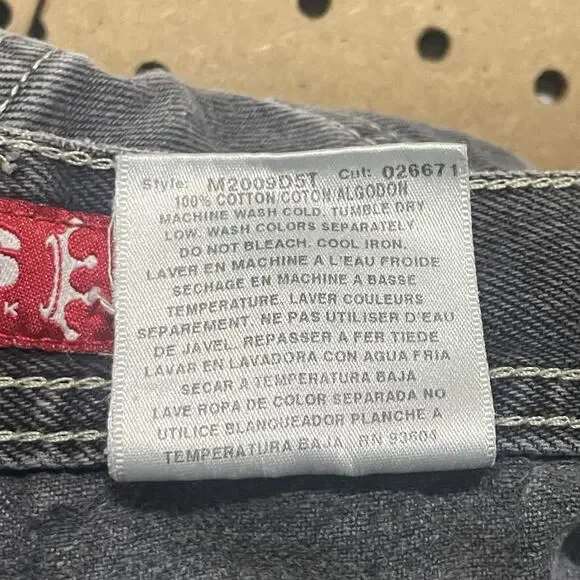 S
K
Style: M2009D5T Cut: 026671
100% COTTON/COTON/ALGODON
MACHINE WASH COLD. TUMBLE DRY
LOW. WASH COLORS SEPARATELY
DO NOT BLEACH. COOL IRON.
LAVER EN MACHINE A L'EAU FROIDE
SECHAGE EN MACHINE A BASSE
TEMPERATURE. LAVER COULEURS
SEPAREMENT. NE PAS UTILISER D'EAU
DE JAVEL. REPASSER A FER TIEDE
LAVAR EN LAVADORA CON AGUA FRIA
SECAR A TEMPERATURA BAJA
LAVE ROPA DE COLOR SEPARADA NO
UTILICE BLANQUEADOR PLANCHE A
TEMPERATURA BAJA. RN 93604